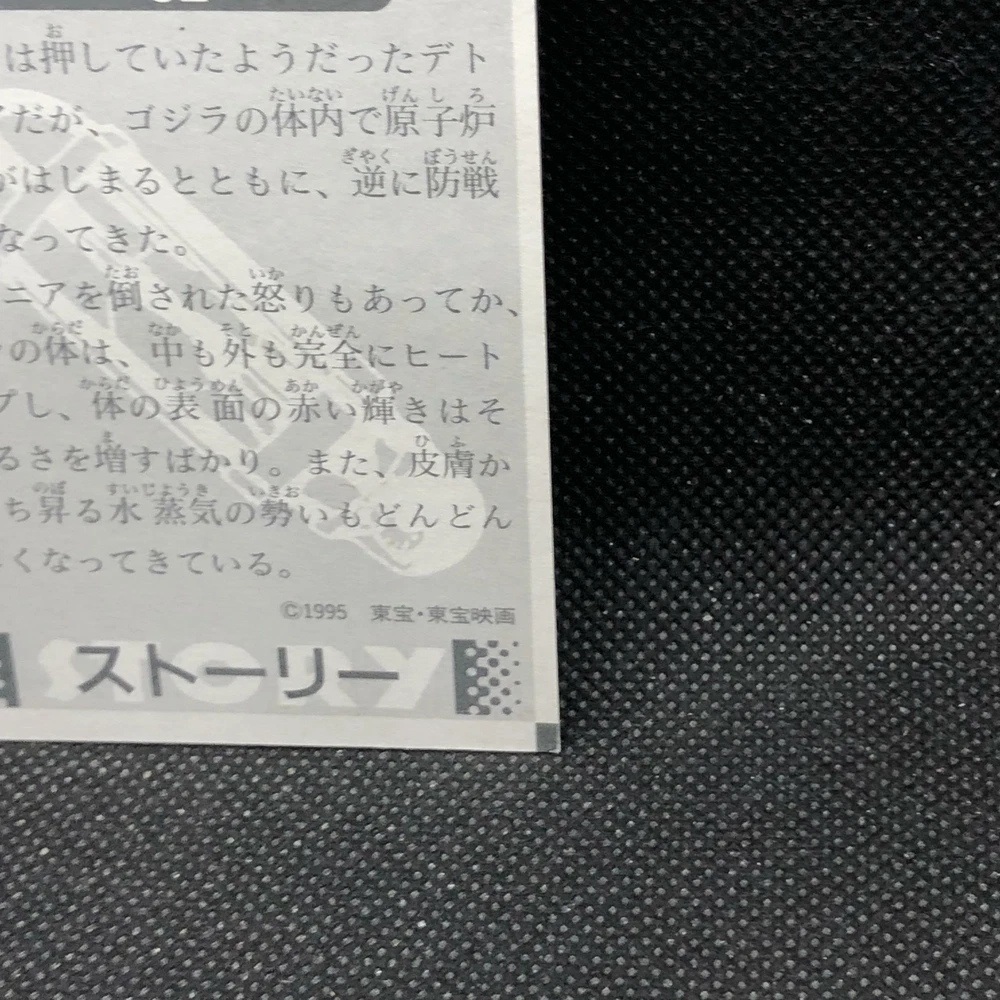 は押していたようだったデト
だが、ゴジラの体内で原子炉
がはじまるとともに、逆に防戦
なってきた。
ニアを倒された怒りもあってか、
の体は、中も外も完全にヒート
プし、体の表面の赤い輝きはそ
るさを増すばかり。また、皮膚か
ち昇る水蒸気の勢いもどんどん
くなってきている。
©1995 東宝・東宝映画
STORY
ストーリー